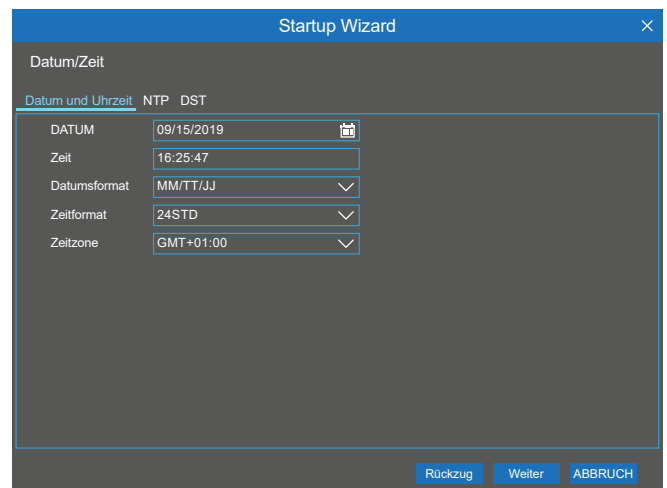 Startup Wizard
Datum/Zeit
Datum und Uhrzeit NTP DST
DATUM 09/15/2019
Zeit 16:25:47
Datumsformat MM/TT/JJ
Zeitformat 24STD
Zeitzone GMT+01:00
Rückzug Weiter ABBRUCH